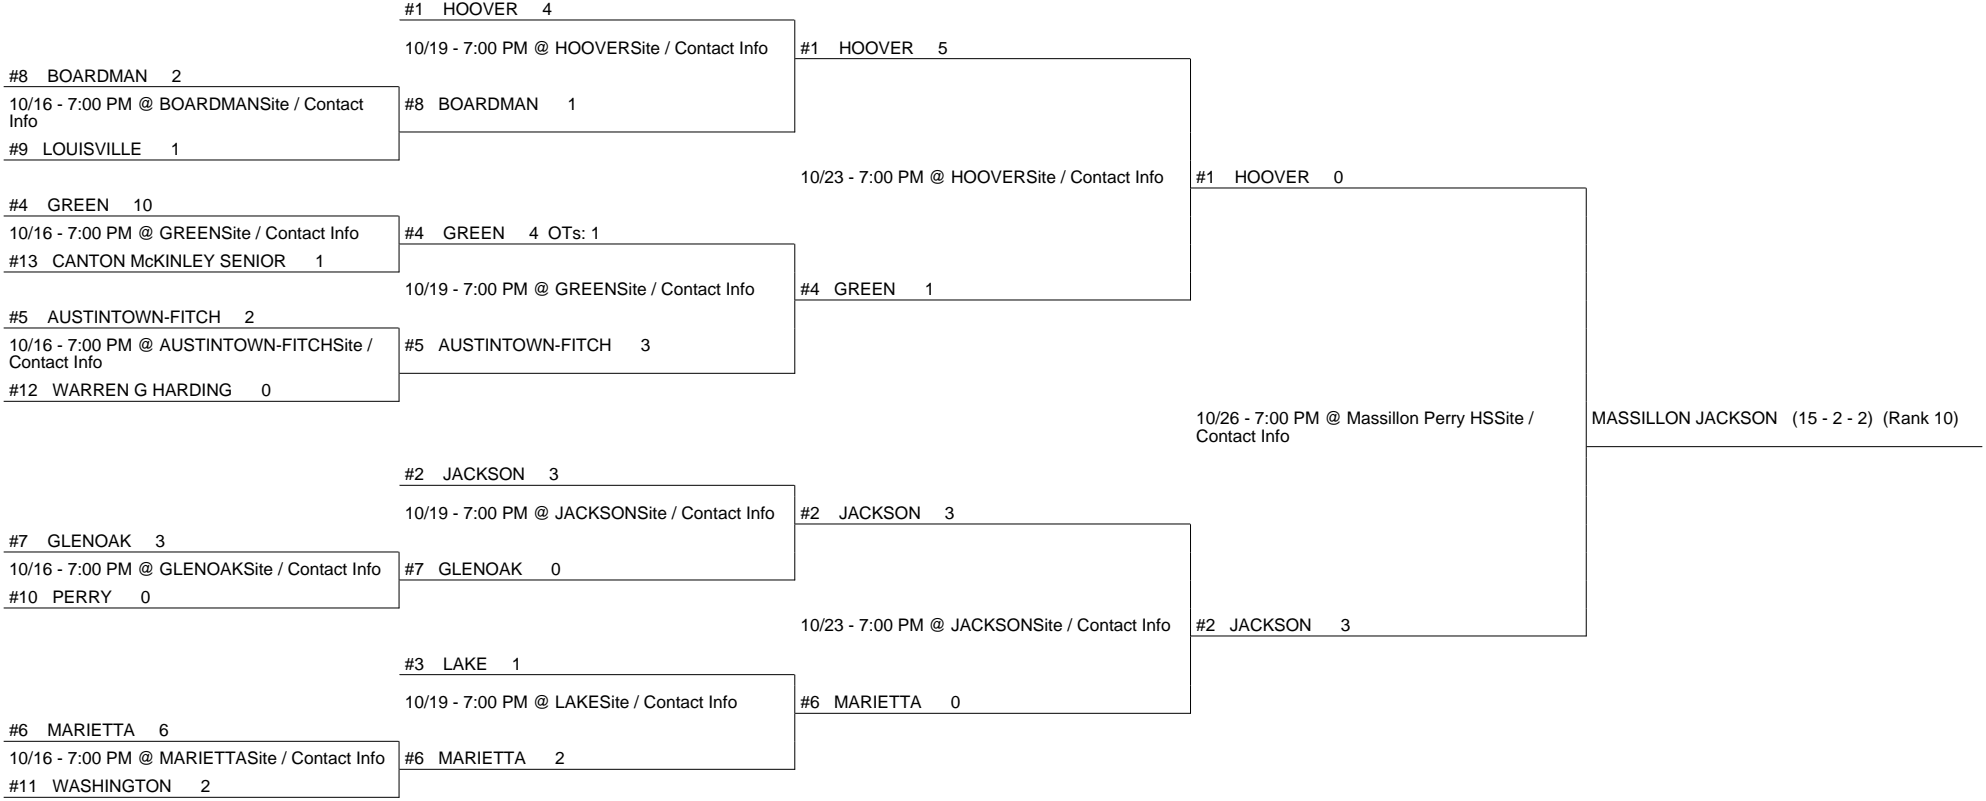 #1 HOOVER 4
10/19 - 7:00 PM @ HOOVERSite / Contact Info
#1 HOOVER 5
#8 BOARDMAN 2
10/16 - 7:00 PM @ BOARDMANSite / Contact
Info
#8 BOARDMAN 1
#9 LOUISVILLE 1
10/23 - 7:00 PM @ HOOVERSite / Contact Info
#1 HOOVER 0
#4 GREEN 10
10/16 - 7:00 PM @ GREENSite / Contact Info
#4 GREEN 4 OTs: 1
#13 CANTON McKINLEY SENIOR 1
10/19 - 7:00 PM @ GREENSite / Contact Info
#4 GREEN 1
#5 AUSTINTOWN-FITCH 2
10/16 - 7:00 PM @ AUSTINTOWN-FITCHSite /
Contact Info
#5 AUSTINTOWN-FITCH 3
#12 WARREN G HARDING 0
10/26 - 7:00 PM @ Massillon Perry HSSite /
Contact Info
MASSILLON JACKSON (15 - 2 - 2) (Rank 10)
#2 JACKSON 3
10/19 - 7:00 PM @ JACKSONSite / Contact Info
#2 JACKSON 3
#7 GLENOAK 3
10/16 - 7:00 PM @ GLENOAKSite / Contact Info
#7 GLENOAK 0
#10 PERRY 0
10/23 - 7:00 PM @ JACKSONSite / Contact Info
#2 JACKSON 3
#3 LAKE 1
10/19 - 7:00 PM @ LAKESite / Contact Info
#6 MARIETTA 0
#6 MARIETTA 6
10/16 - 7:00 PM @ MARIETTASite / Contact Info
#6 MARIETTA 2
#11 WASHINGTON 2